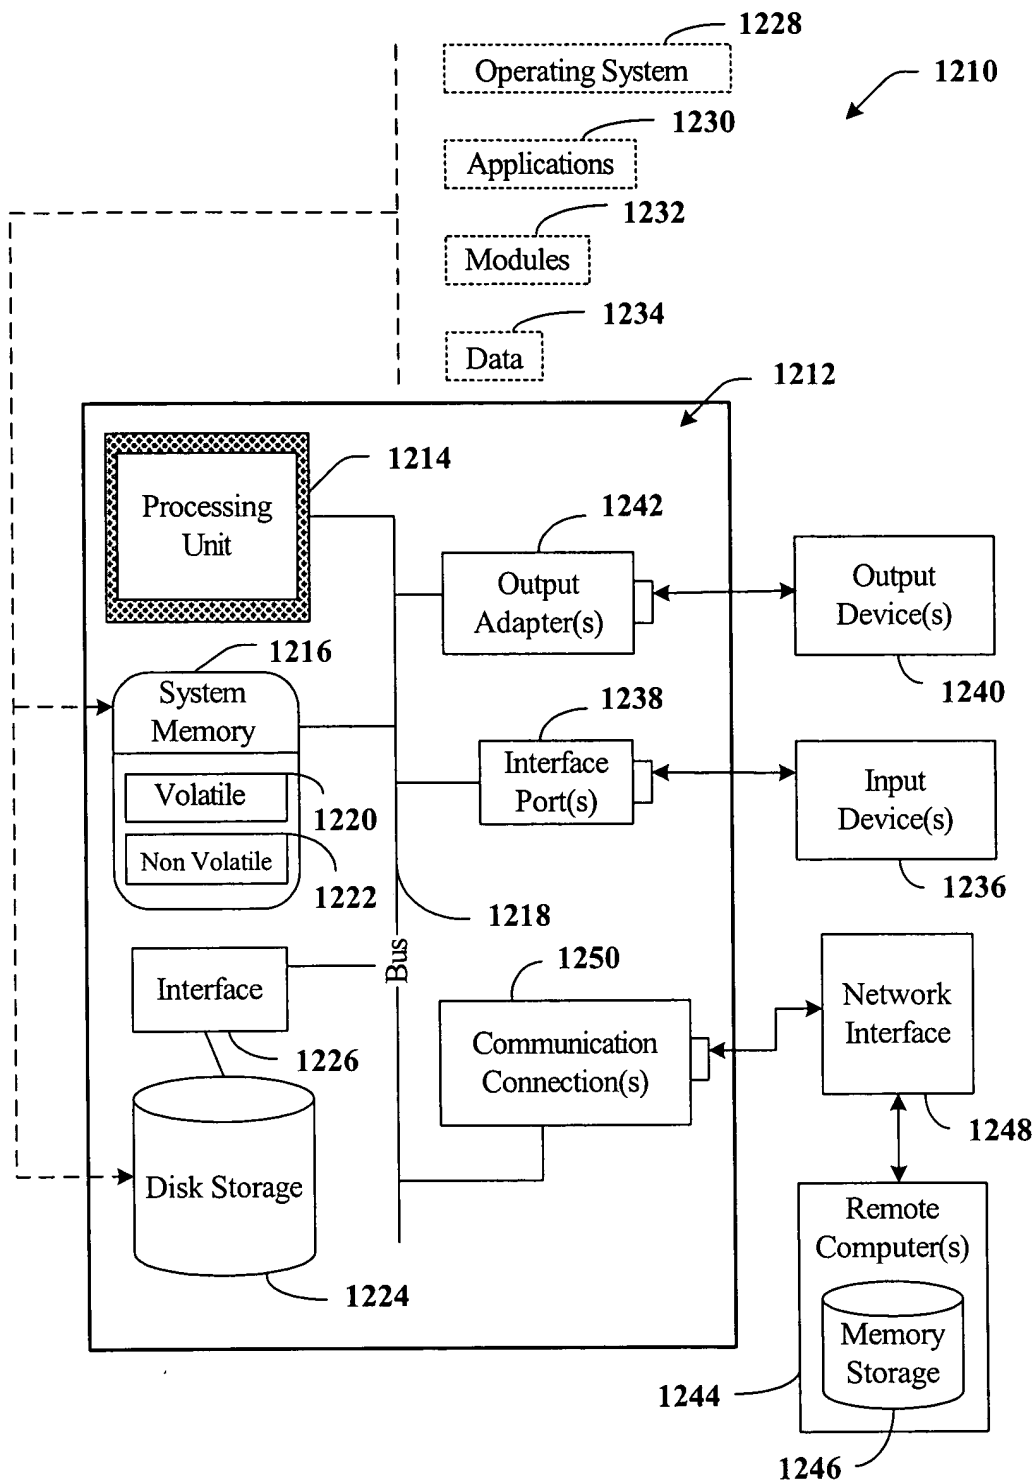 1228
Operating System
1210
1230
Applications
1232
Modules
1234
Data
1212
1214
Processing
Unit
1242
Output
Adapter(s)
Output
Device(s)
1240
1216
System
Memory
1238
Interface
Port(s)
Input
Device(s)
1236
Volatile
1220
Non Volatile
1222
1218
Bus
Interface
1226
1250
Communication
Connection(s)
Network
Interface
1248
Disk Storage
1224
Remote
Computer(s)
Memory
Storage
1244
1246